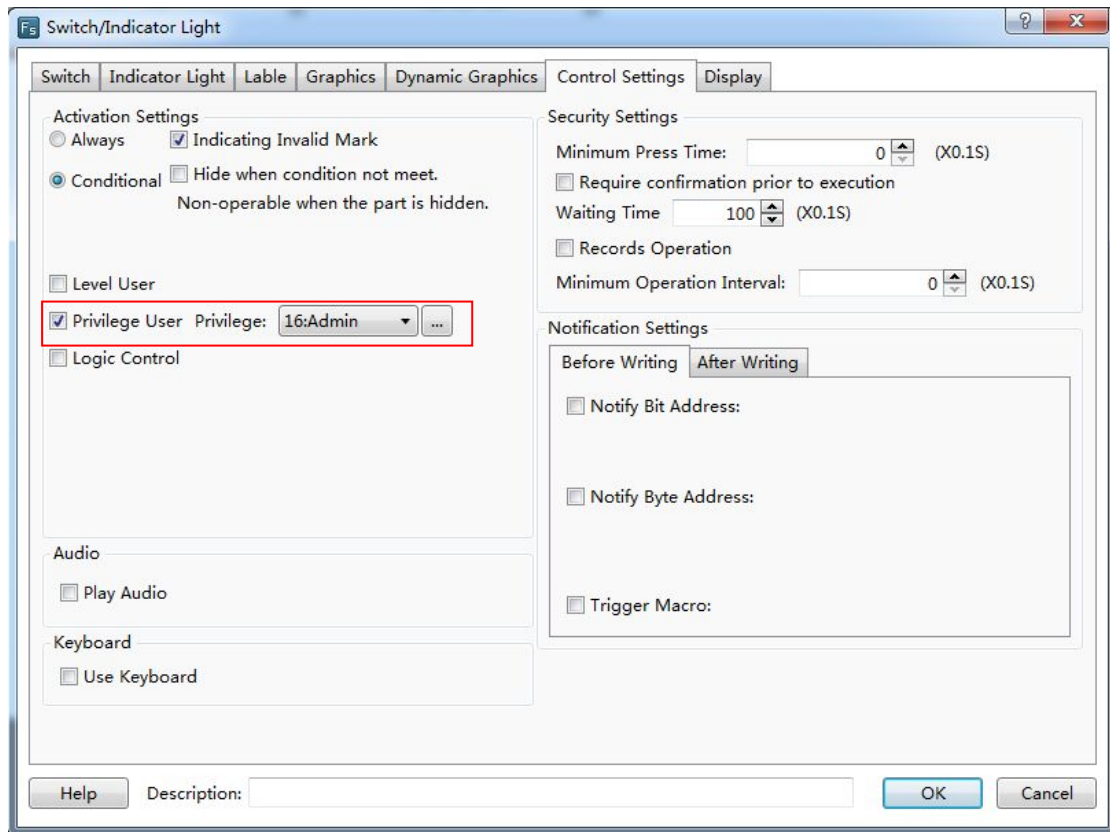 Fs Switch/Indicator Light
? X
Switch Indicator Light Lable Graphics Dynamic Graphics Control Settings Display
Activation Settings
Always Indicating Invalid Mark
Conditional Hide when condition not meet.
Non-operable when the part is hidden.
Level User
Privilege User Privilege: 16:Admin ...
Logic Control
Audio
Play Audio
Keyboard
Use Keyboard
Security Settings
Minimum Press Time: 0 (X0.1S)
Require confirmation prior to execution
Waiting Time 100 (X0.1S)
Records Operation
Minimum Operation Interval: 0 (X0.1S)
Notification Settings
Before Writing After Writing
Notify Bit Address:
Notify Byte Address:
Trigger Macro:
Help Description: OK Cancel